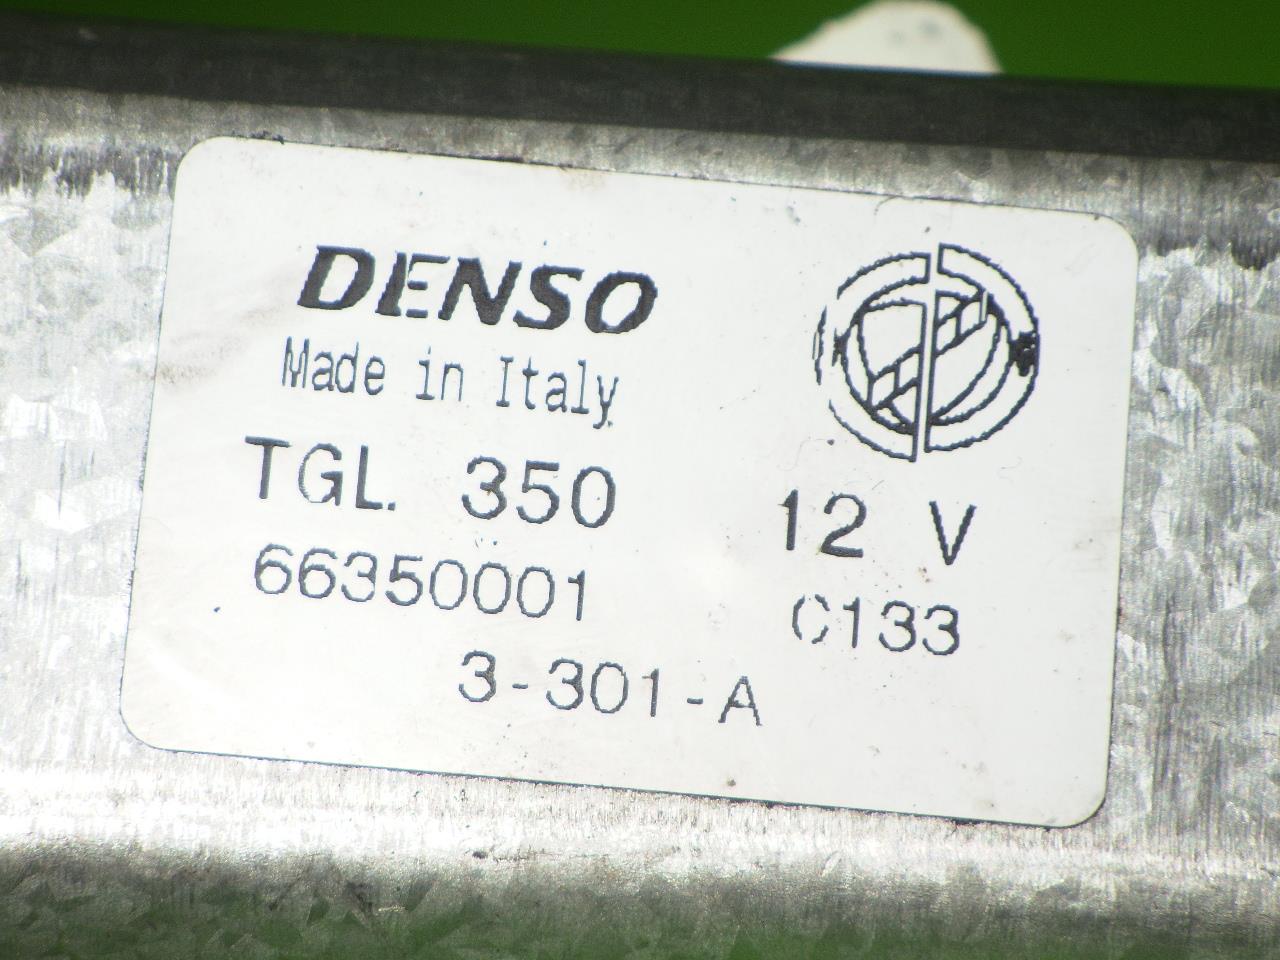 DENSO
Made in Italy
TGL. 350 12 V
66350001 C133
3-301-A